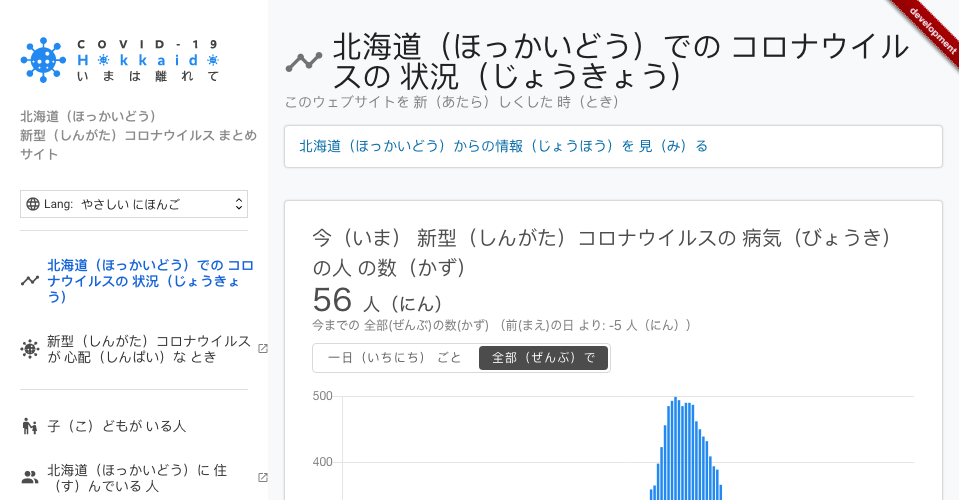 COVID-19
Hokkaido
いまは離れて
北海道（ほっかいどう）
新型（しんがた）コロナウイルス まとめ
サイト
Lang: やさしい にほんご
北海道（ほっかいどう）での コロ
ナウイルスの 状況（じょうきょ
う）
新型（しんがた）コロナウイルス
が 心配（しんぱい）な とき
子（こ）どもが いる人
北海道（ほっかいどう）に 住
（す）んでいる 人
development
北海道（ほっかいどう）での コロナウイル
スの 状況（じょうきょう）
このウェブサイトを 新（あたら）しくした 時（とき）
北海道（ほっかいどう）からの情報（じょうほう）を 見（み）る
今（いま） 新型（しんがた）コロナウイルスの 病気（びょうき）
の人 の数（かず）
56 人（にん）
今までの 全部(ぜんぶ)の数(かず) （前(まえ)の日 より: -5 人（にん））
一日（いちにち） ごと 全部（ぜんぶ）で
500
400